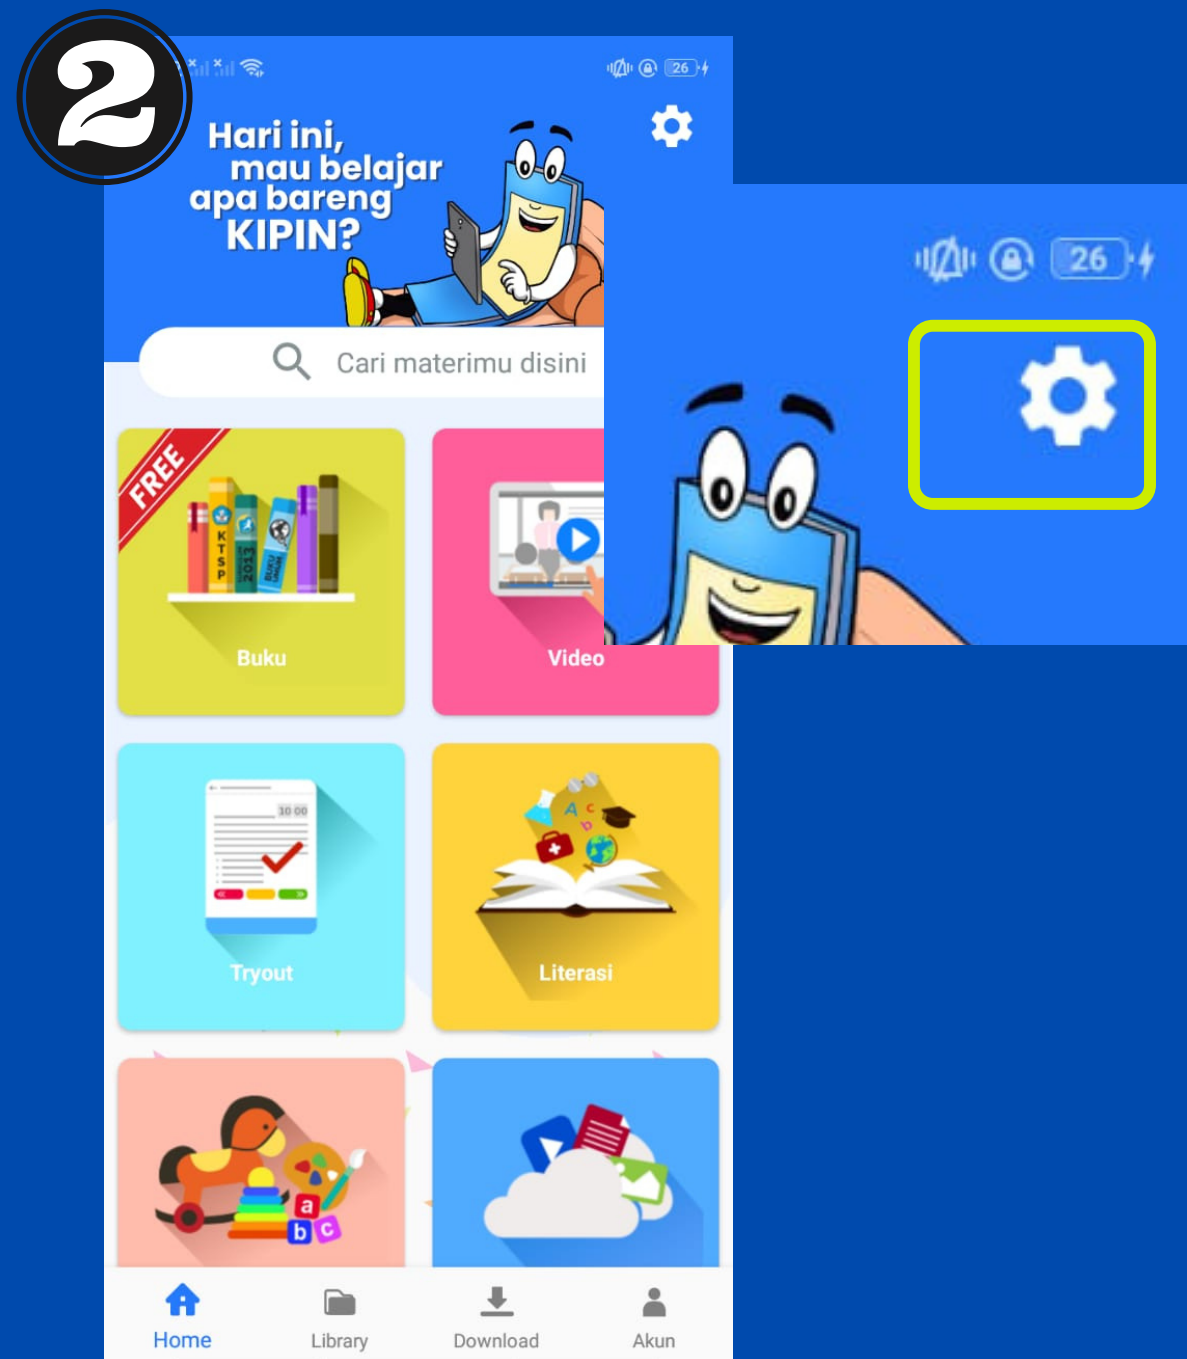 2
26
Hari ini,
mau belajar
apa bareng
KIPIN?
26
Cari materimu disini
FREE
KTSP
2013
BUKU
UMUM
Buku
Video
10 00
Tryout
A c
b
Literasi
a
b c
Home
Library
Download
Akun